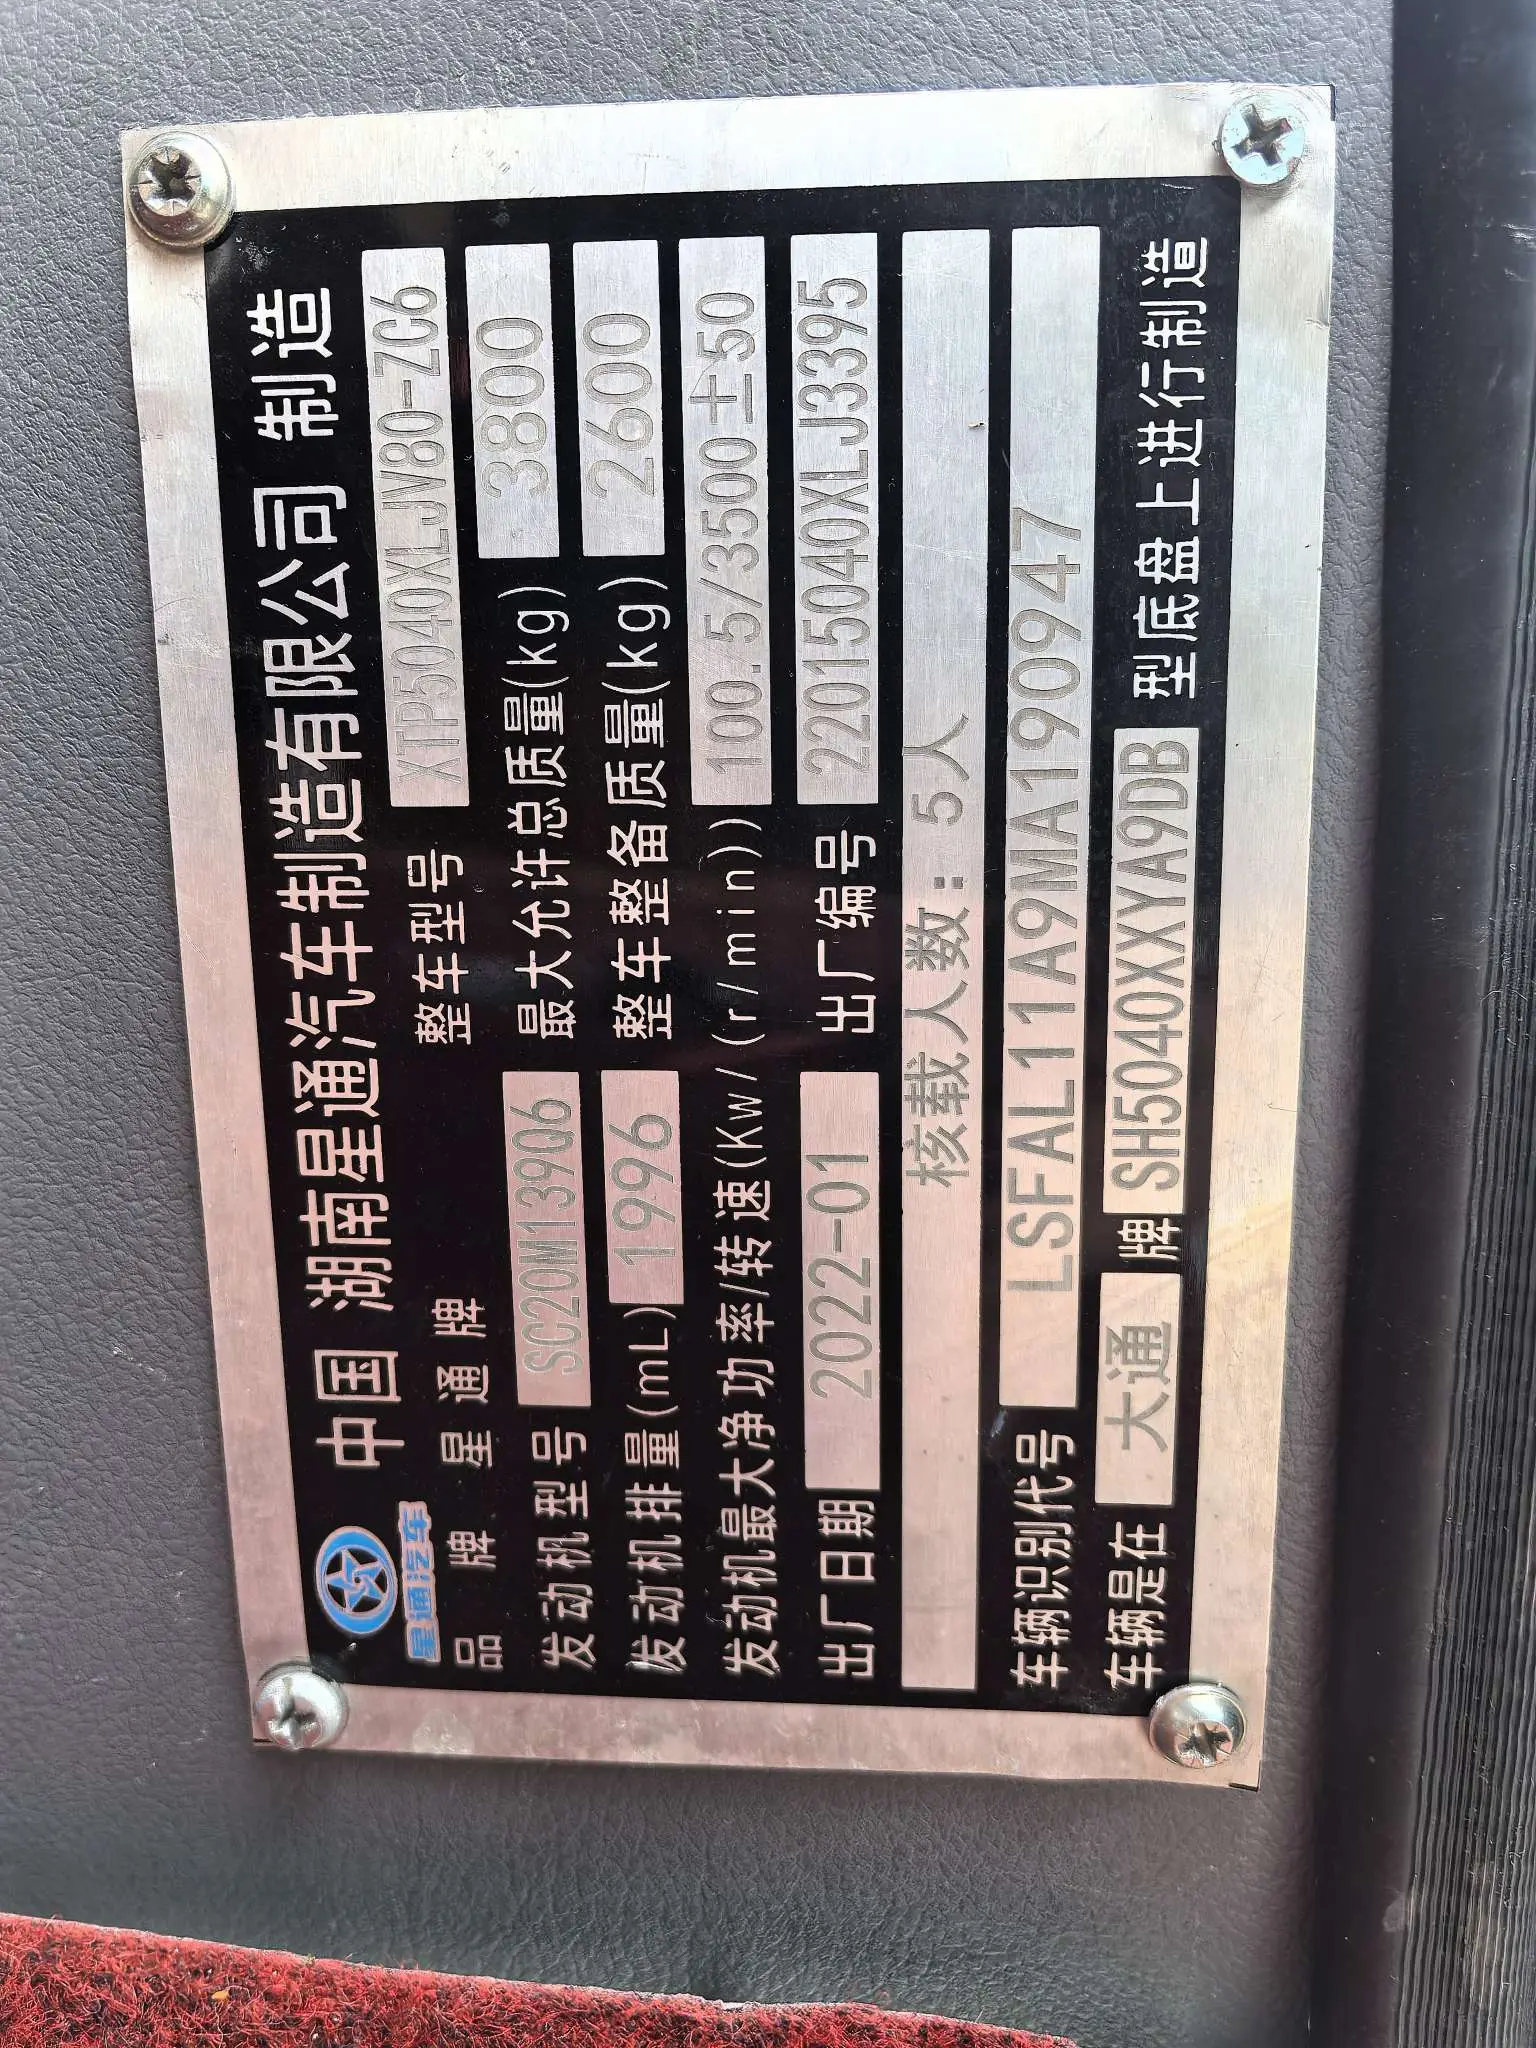 中国 湖南星通汽车制造有限公司 制造
星通汽车
品牌 星通牌 整车型号 XTP5040XLJV80-ZC6
发动机型号 SC20M139Q6 最大允许总质量(kg) 3800
发动机排量(mL) 1996 整车整备质量(kg) 2600
发动机最大净功率/转速(Kw/(r/min)) 100.5/3500±50
出厂日期 2022-01 出厂编号 22015040XLJ3395
核载人数:5人
车辆识别代号 LSFAL11A9MA190947
车辆是在 大通 牌 SH5040XXYA9DB 型底盘上进行制造